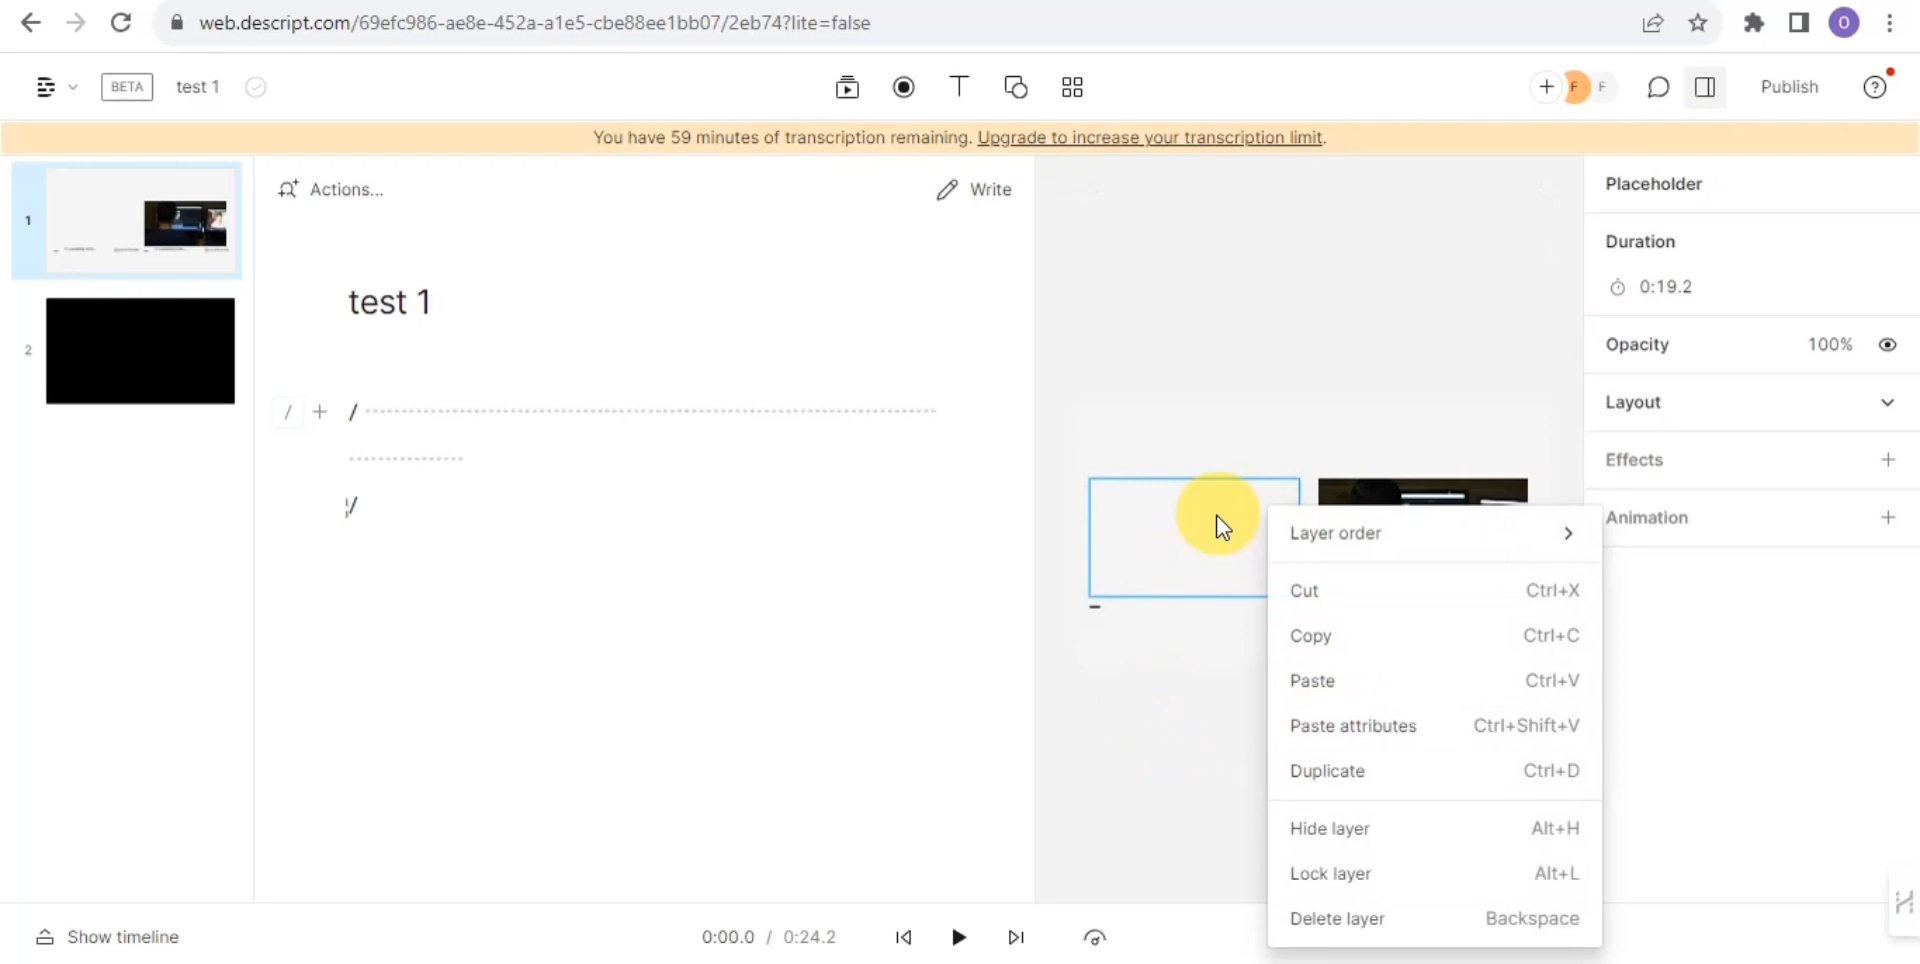 web.descript.com/69efc986-ae8e-452a-a1e5-cbe88ee1bb07/2eb74?lite=false
O
BETA
test 1
F
F
Publish
You have 59 minutes of transcription remaining. Upgrade to increase your transcription limit.
1
2
Actions...
Write
test 1
/ + /
/
Placeholder
Duration
0:19.2
Opacity 100%
Layout
Effects
Animation
Layer order
Cut Ctrl+X
Copy Ctrl+C
Paste Ctrl+V
Paste attributes Ctrl+Shift+V
Duplicate Ctrl+D
Hide layer Alt+H
Lock layer Alt+L
Delete layer Backspace
Show timeline
0:00.0 / 0:24.2